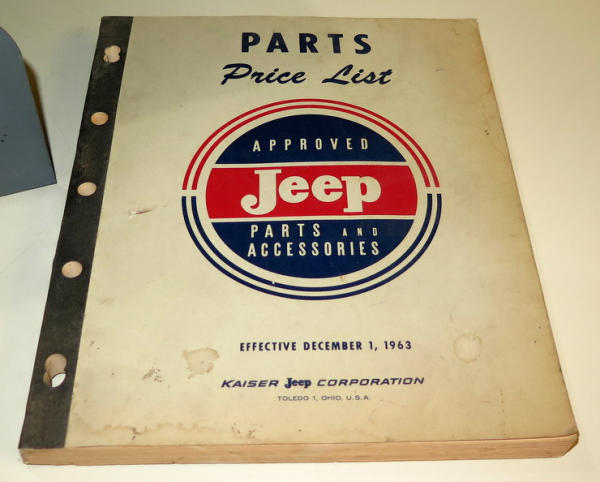 PARTS
Price List
APPROVED
Jeep
PARTS AND
ACCESSORIES
EFFECTIVE DECEMBER 1, 1963
KAISER Jeep CORPORATION
TOLEDO 1, OHIO, U.S.A.